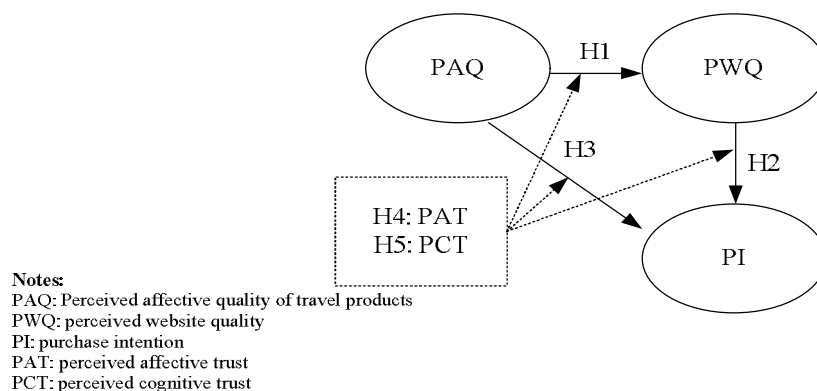 PAQ
H1
PWQ
H3
H2
H4: PAT
H5: PCT
PI
Notes:
PAQ: Perceived affective quality of travel products
PWQ: perceived website quality
PI: purchase intention
PAT: perceived affective trust
PCT: perceived cognitive trust